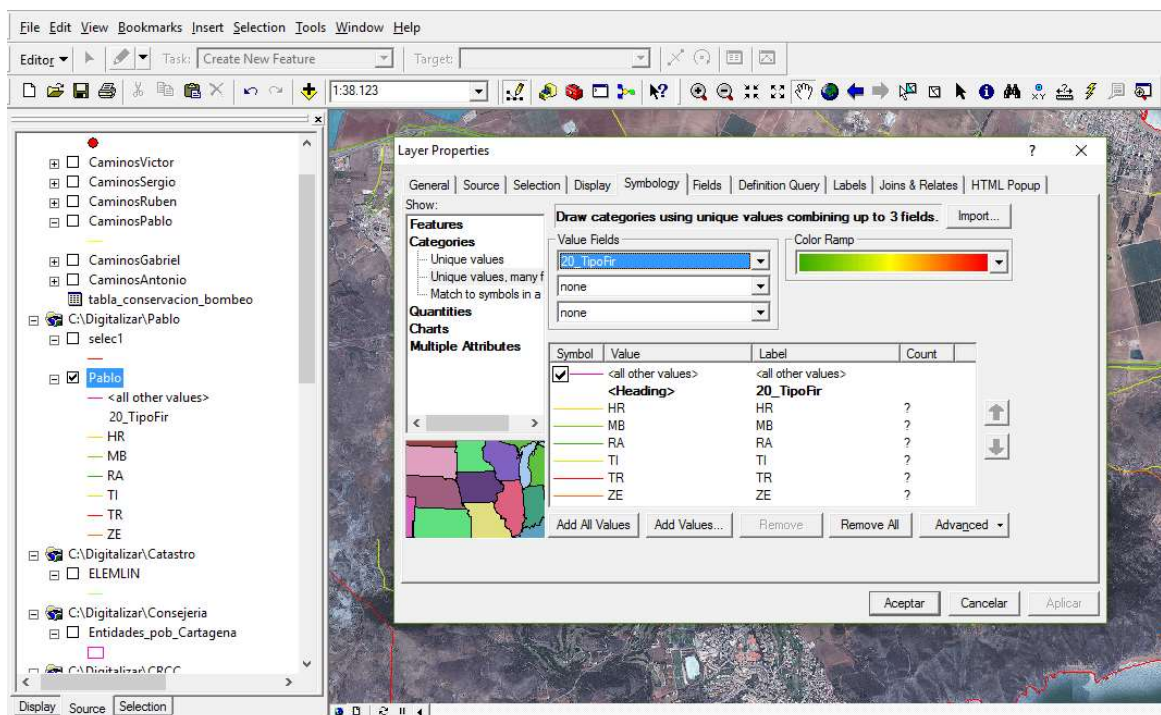 File Edit View Bookmarks Insert Selection Tools Window Help
Editor Task: Create New Feature Target:
1:38.123
CaminosVictor
CaminosSergio
CaminosRuben
CaminosPablo
CaminosGabriel
CaminosAntonio
tabla_conservacion_bombeo
C:\Digitalizar\Pablo
selec1
Pablo
<all other values>
20_TipoFir
HR
MB
RA
TI
TR
ZE
C:\Digitalizar\Catastro
ELEMLIN
C:\Digitalizar\Consejeria
Entidades_pob_Cartagena
C:\Digitalizar\CRCC
Display Source Selection
Layer Properties ? X
General Source Selection Display Symbology Fields Definition Query Labels Joins & Relates HTML Popup
Show:
Features
Categories
Unique values
Unique values, many f
Match to symbols in a
Quantities
Charts
Multiple Attributes
Draw categories using unique values combining up to 3 fields. Import...
Value Fields
20_TipoFir
none
none
Color Ramp
Symbol Value Label Count
<all other values> <all other values>
<Heading> 20_TipoFir
HR HR ?
MB MB ?
RA RA ?
TI TI ?
TR TR ?
ZE ZE ?
Add All Values Add Values... Remove Remove All Advanced
Aceptar Cancelar Aplicar